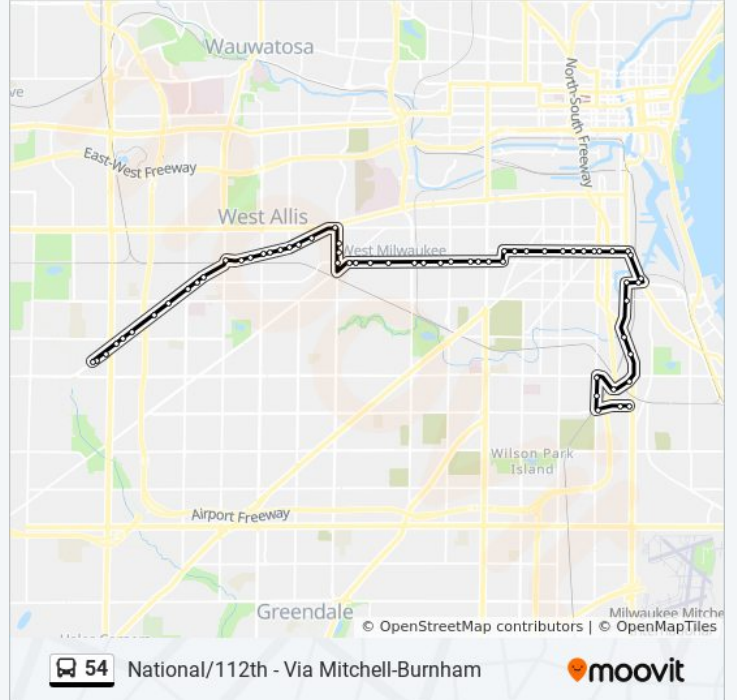 Wauwatosa
ve
North-South Freeway
East-West Freeway
West Allis
West Milwaukee
Wilson Park
Island
Airport Freeway
Greendale
Milwaukee Mitche
© OpenStreetMap contributors | © OpenMapTiles
54 National/112th - Via Mitchell-Burnham
moovit